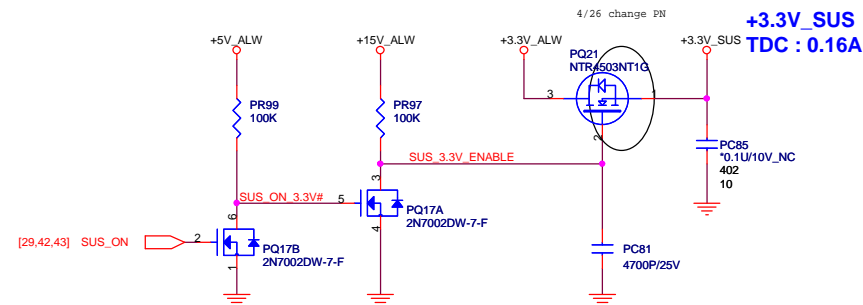 4/26 change PN
+3.3V_SUS
TDC : 0.16A
+5V_ALW
+15V_ALW
+3.3V_ALW
+3.3V_SUS
PQ21
NTR4503NT1G
3
1
2
PR99
100K
PR97
100K
PC85
*0.1U/10V_NC
402
10
SUS_3.3V_ENABLE
SUS_ON_3.3V#
5
3
4
PQ17A
2N7002DW-7-F
[29,42,43] SUS_ON
2
6
1
PQ17B
2N7002DW-7-F
PC81
4700P/25V